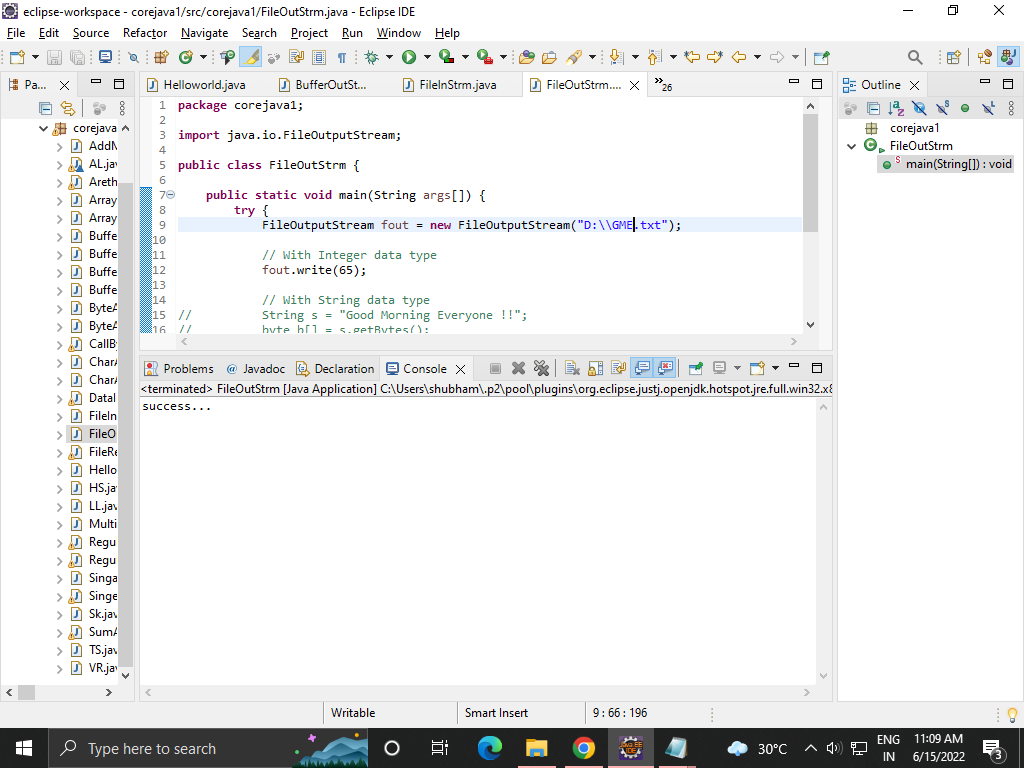 eclipse-workspace - corejava1/src/corejava1/FileOutStrm.java - Eclipse IDE
File Edit Source Refactor Navigate Search Project Run Window Help
Pa...
Helloworld.java
BufferOutSt...
FileInStrm.java
FileOutStrm....
»26
Outline
corejava
AddM
AL.jav
Areth
Array
Array
Buffe
Buffe
Buffe
Buffe
ByteA
ByteA
CallBy
CharA
CharA
Datal
FileIn
FileO
FileRe
Hello
HS.ja
LL.jav
Multi
Regu
Regu
Singa
Singe
Sk.jav
SumA
TS.jav
VR.jav
1 package corejava1;
2
3 import java.io.FileOutputStream;
4
5 public class FileOutStrm {
6
7 public static void main(String args[]) {
8 try {
9 FileOutputStream fout = new FileOutputStream("D:\\GME.txt");
10
11 // With Integer data type
12 fout.write(65);
13
14 // With String data type
15 // String s = "Good Morning Everyone !!";
16 // byte b[] = s.getBytes();
corejava1
FileOutStrm
main(String[]) : void
Problems
@ Javadoc
Declaration
Console
<terminated> FileOutStrm [Java Application] C:\Users\shubham\.p2\pool\plugins\org.eclipse.justj.openjdk.hotspot.jre.full.win32.x8
success...
Writable
Smart Insert
9 : 66 : 196
Type here to search
30°C
ENG
IN
11:09 AM
6/15/2022
3